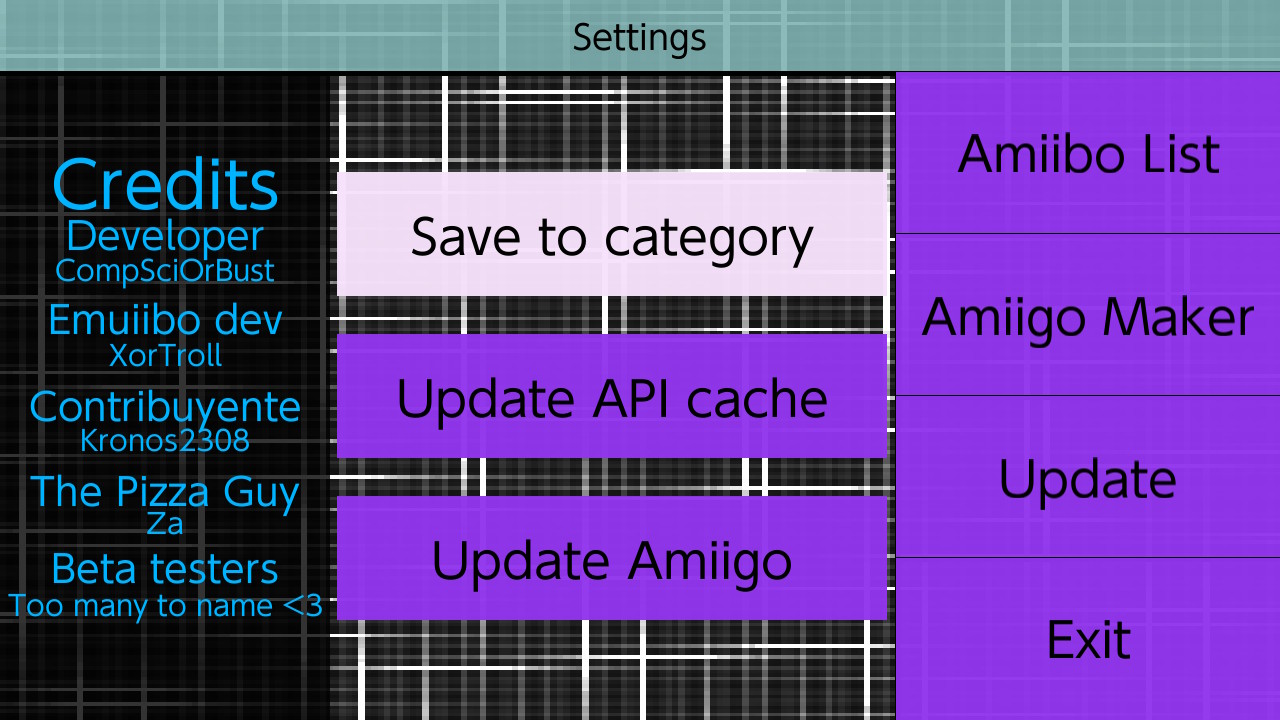 Settings
Credits
Developer
CompSciOrBust
Emuiibo dev
XorTroll
Contribuyente
Kronos2308
The Pizza Guy
Za
Beta testers
Too many to name <3
Save to category
Update API cache
Update Amiigo
Amiibo List
Amiigo Maker
Update
Exit